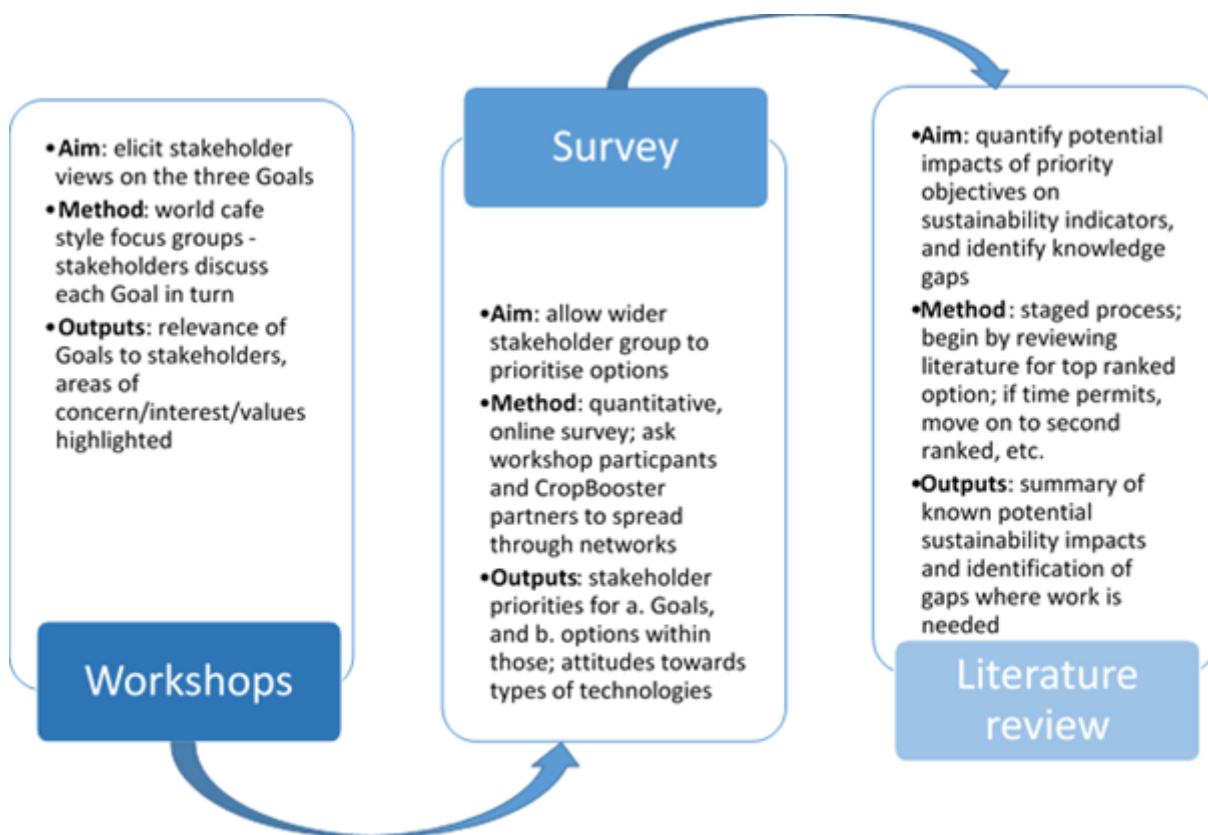 •Aim: elicit stakeholder
views on the three Goals
•Method: world cafe
style focus groups -
stakeholders discuss
each Goal in turn
•Outputs: relevance of
Goals to stakeholders,
areas of
concern/interest/values
highlighted
Workshops
Survey
•Aim: allow wider
stakeholder group to
prioritise options
•Method: quantitative,
online survey; ask
workshop particpants
and CropBooster
partners to spread
through networks
•Outputs: stakeholder
priorities for a. Goals,
and b. options within
those; attitudes towards
types of technologies
•Aim: quantify potential
impacts of priority
objectives on
sustainability indicators,
and identify knowledge
gaps
•Method: staged process;
begin by reviewing
literature for top ranked
option; if time permits,
move on to second
ranked, etc.
•Outputs: summary of
known potential
sustainability impacts
and identification of
gaps where work is
needed
Literature
review